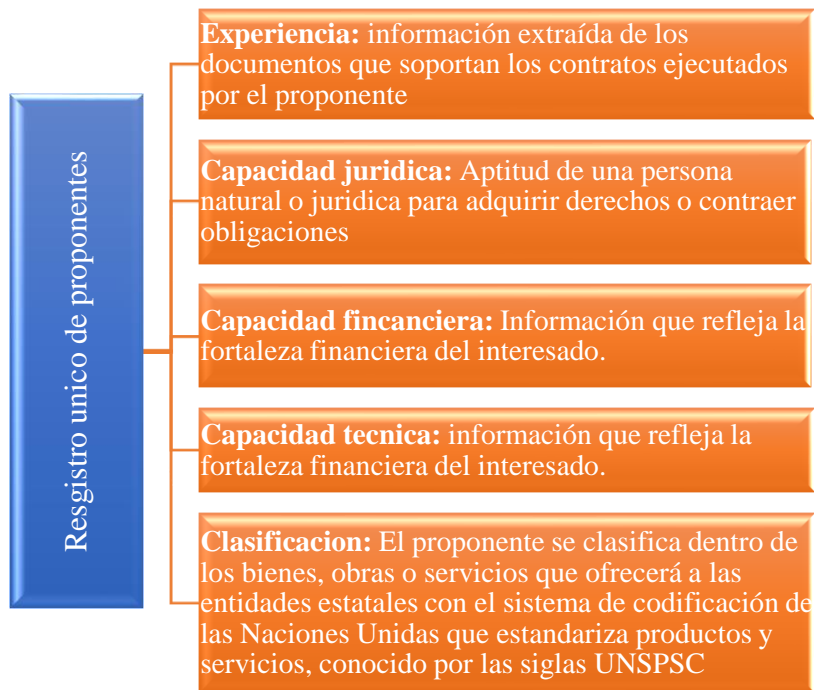 Resgistro unico de proponentes
Experiencia: información extraída de los
documentos que soportan los contratos ejecutados
por el proponente
Capacidad juridica: Aptitud de una persona
natural o juridica para adquirir derechos o contraer
obligaciones
Capacidad fincanciera: Información que refleja la
fortaleza financiera del interesado.
Capacidad tecnica: información que refleja la
fortaleza financiera del interesado.
Clasificacion: El proponente se clasifica dentro de
los bienes, obras o servicios que ofrecerá a las
entidades estatales con el sistema de codificación de
las Naciones Unidas que estandariza productos y
servicios, conocido por las siglas UNSPSC